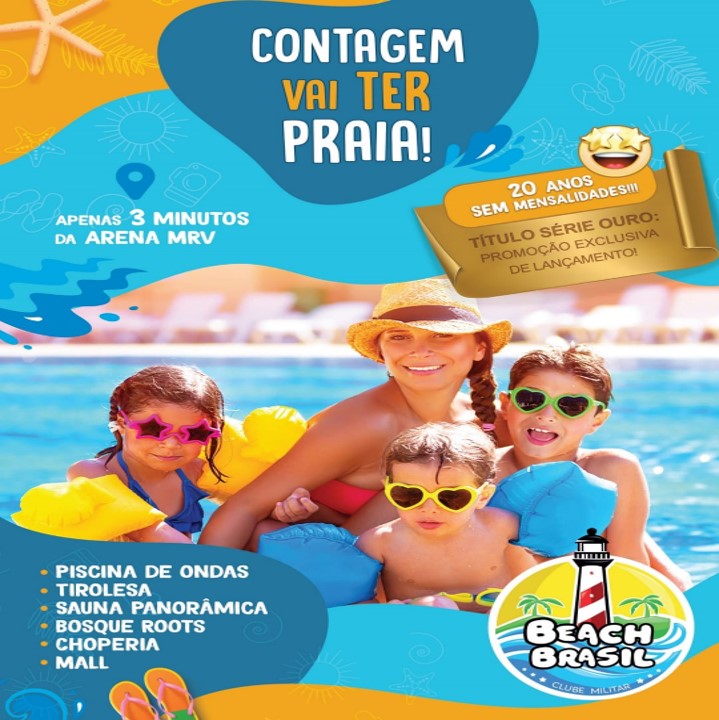 CONTAGEM
VAI TER
PRAIA!
20 ANOS
SEM MENSALIDADES!!!
TÍTULO SÉRIE OURO:
PROMOÇÃO EXCLUSIVA
DE LANÇAMENTO!
APENAS 3 MINUTOS
DA ARENA MRV
• PISCINA DE ONDAS
• TIROLESA
• SAUNA PANORÂMICA
• BOSQUE ROOTS
• CHOPERIA
• MALL
BEACH
BRASIL
CLUBE MILITAR